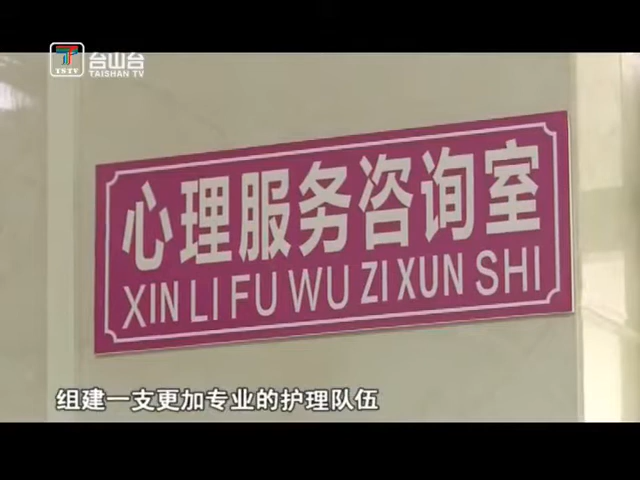 TSTV
台山台
TAISHAN TV
心理服务咨询室
XIN LI FU WU ZI XUN SHI
组建一支更加专业的护理队伍